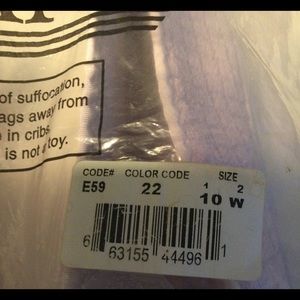 of suffocation,
ags away from
e in cribs
is not a toy.
CODE# COLOR CODE SIZE
E59 22 1 2
10 W
6 63155 44496 1